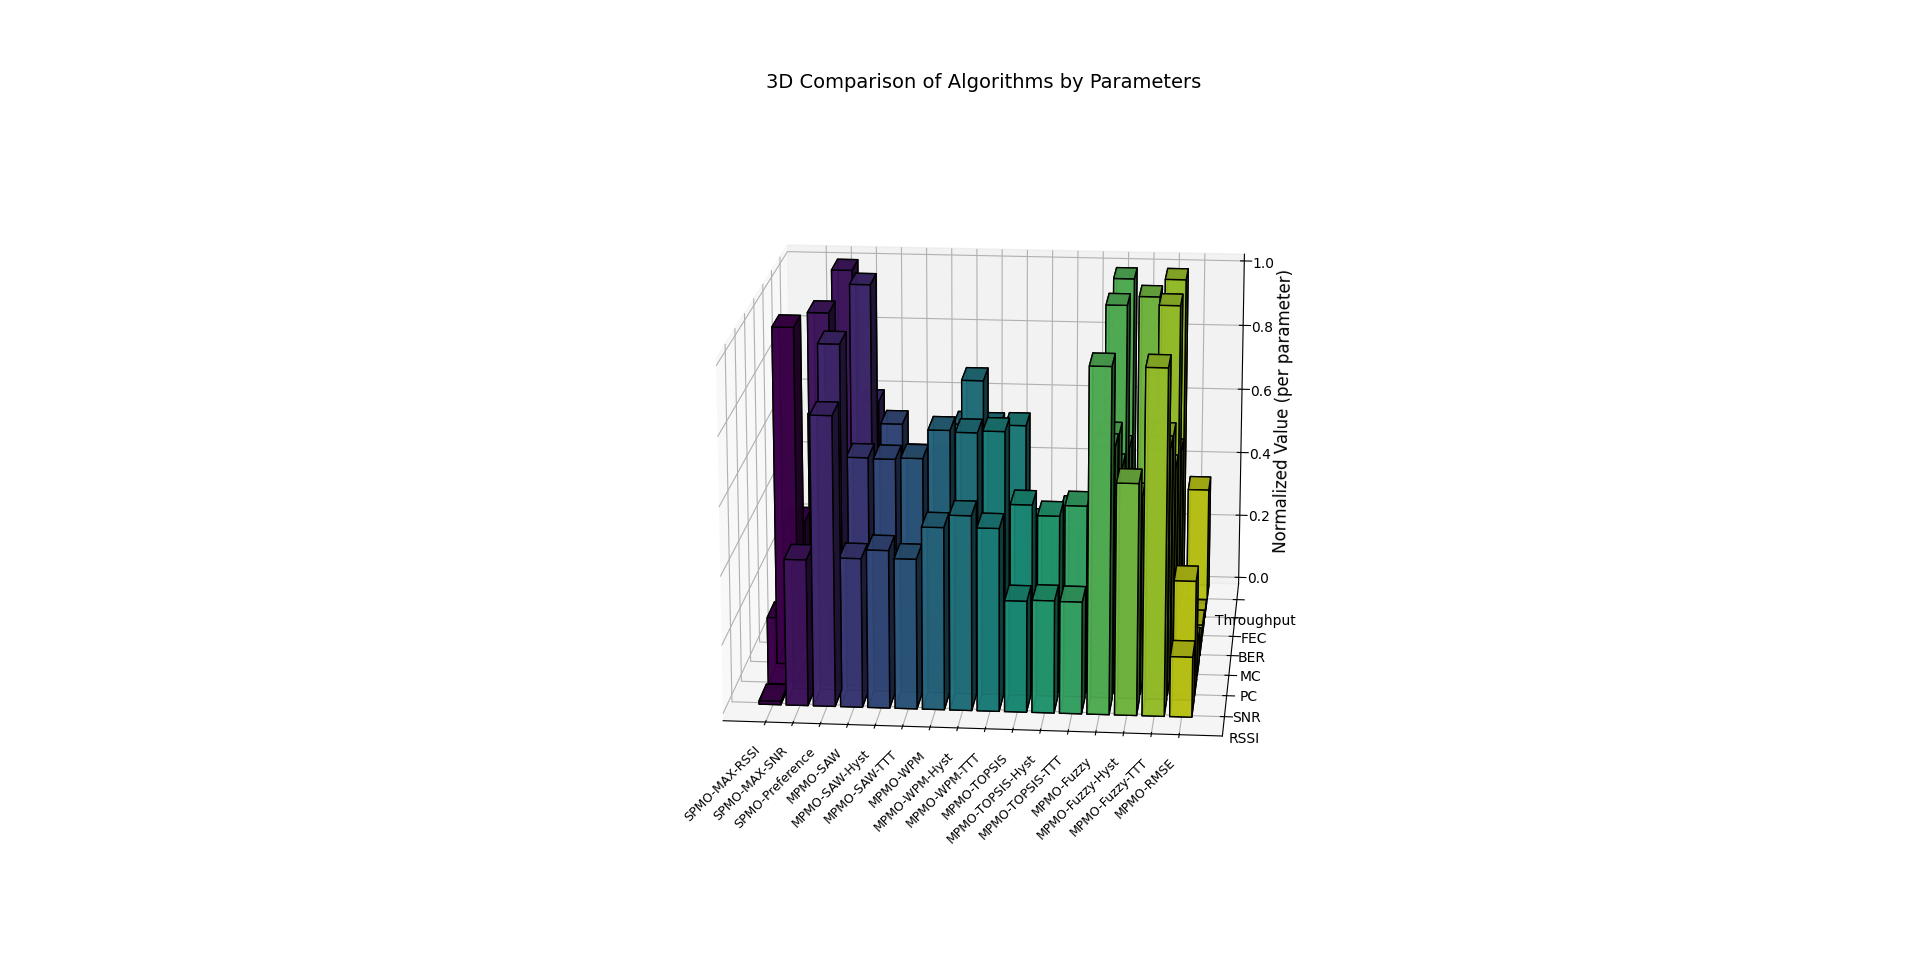 3D Comparison of Algorithms by Parameters
1.0
0.8
0.6
0.4
0.2
0.0
Normalized Value (per parameter)
Throughput
FEC
BER
MC
PC
SNR
RSSI
SPMO-MAX-RSSI
SPMO-MAX-SNR
SPMO-Preference
MPMO-SAW
MPMO-SAW-Hyst
MPMO-SAW-TTT
MPMO-WPM
MPMO-WPM-Hyst
MPMO-WPM-TTT
MPMO-TOPSIS
MPMO-TOPSIS-Hyst
MPMO-TOPSIS-TTT
MPMO-Fuzzy
MPMO-Fuzzy-Hyst
MPMO-Fuzzy-TTT
MPMO-RMSE